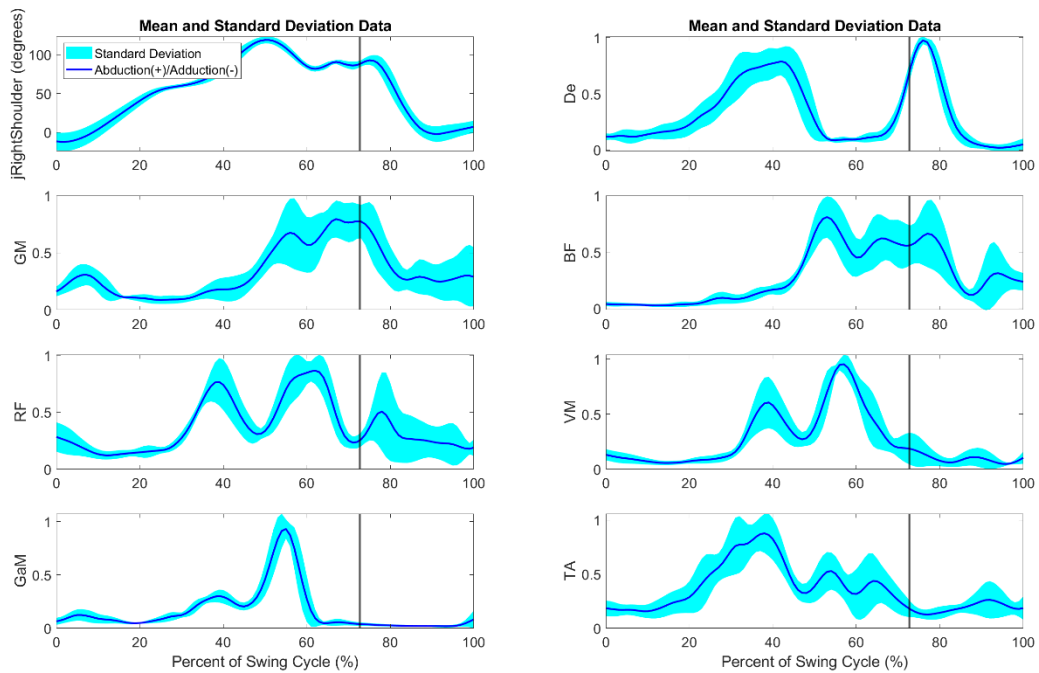 Mean and Standard Deviation Data
jRightShoulder (degrees)
100
50
0
Standard Deviation
Abduction(+)/Adduction(-)
0 20 40 60 80 100
Mean and Standard Deviation Data
De
1
0.5
0
0 20 40 60 80 100
GM
1
0.5
0
0 20 40 60 80 100
BF
1
0.5
0
0 20 40 60 80 100
RF
1
0.5
0
0 20 40 60 80 100
VM
1
0.5
0
0 20 40 60 80 100
GaM
1
0.5
0
0 20 40 60 80 100
Percent of Swing Cycle (%)
TA
1
0.5
0
0 20 40 60 80 100
Percent of Swing Cycle (%)